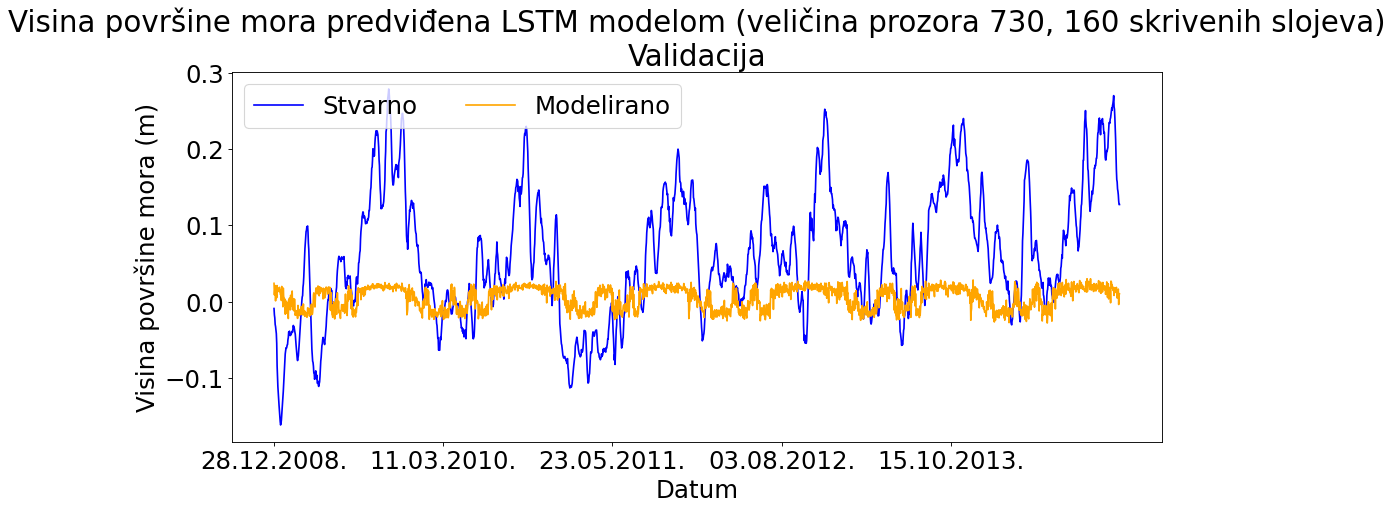 Visina površine mora predviđena LSTM modelom (veličina prozora 730, 160 skrivenih slojeva)
Validacija
Stvarno
Modelirano
Visina površine mora (m)
0.3
0.2
0.1
0.0
−0.1
28.12.2008.
11.03.2010.
23.05.2011.
03.08.2012.
15.10.2013.
Datum